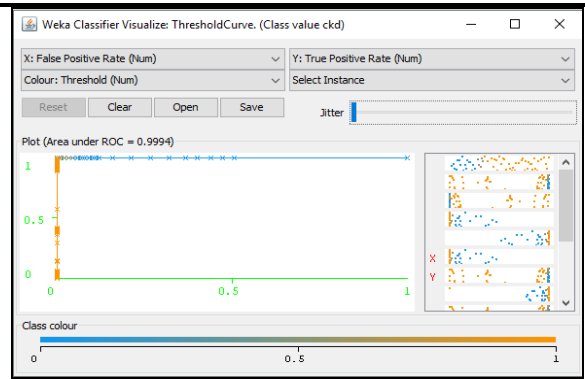 Weka Classifier Visualize: ThresholdCurve. (Class value ckd)
X: False Positive Rate (Num) Y: True Positive Rate (Num)
Colour: Threshold (Num) Select Instance
Reset Clear Open Save Jitter
Plot (Area under ROC = 0.9994)
1
0.5
0
0 0.5 1
X
Y
Class colour
0 0.5 1